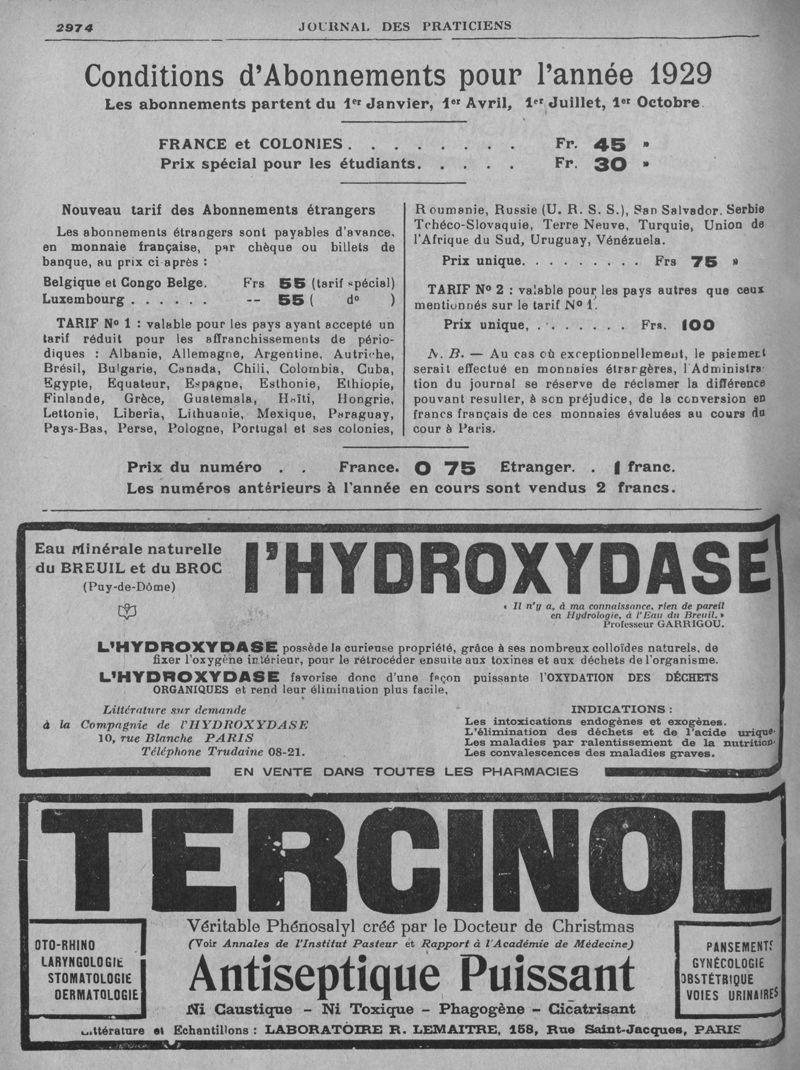 2974
JOURNAL DES PRATICIENS
Conditions d'Abonnements pour l'année 1929
Les abonnements partent du 1er Janvier, 1er Avril, 1er Juillet, 1er Octobre
FRANCE et COLONIES . . . . . . . . Fr. 45 »
Prix spécial pour les étudiants. . . . . Fr. 30 »
Nouveau tarif des Abonnements étrangers
Les abonnements étrangers sont payables d'avance,
en monnaie française, par chèque ou billets de
banque, au prix ci-après :
Belgique et Congo Belge. Frs 55 (tarif spécial)
Luxembourg . . . . . . -- 55 ( do )
TARIF No 1 : valable pour les pays ayant accepté un
tarif réduit pour les affranchissements de pério-
diques : Albanie, Allemagne, Argentine, Autriche,
Brésil, Bulgarie, Canada, Chili, Colombia, Cuba,
Egypte, Equateur, Espagne, Esthonie, Ethiopie,
Finlande, Grèce, Guatemala, Haïti, Hongrie,
Lettonie, Liberia, Lithuanie, Mexique, Paraguay,
Pays-Bas, Perse, Pologne, Portugal et ses colonies,
Roumanie, Russie (U. R. S. S.), San Salvador. Serbie
Tchéco-Slovaquie, Terre Neuve, Turquie, Union de
l'Afrique du Sud, Uruguay, Vénézuela.
Prix unique. . . . . . . . . Frs 75 »
TARIF No 2 : valable pour les pays autres que ceux
mentionnés sur le tarif No 1.
Prix unique, . . . . . . . Frs. 100
N. B. — Au cas où exceptionnellement, le paiement
serait effectué en monnaies étrangères, l'Administra-
tion du journal se réserve de réclamer la différence
pouvant resulter, à son préjudice, de la conversion en
francs français de ces monnaies évaluées au cours du
cour à Paris.
Prix du numéro . . France. 0 75 Etranger. . 1 franc.
Les numéros antérieurs à l'année en cours sont vendus 2 francs.
Eau Minérale naturelle
du BREUIL et du BROC
(Puy-de-Dôme)
l'HYDROXYDASE
« Il n'y a, à ma connaissance, rien de pareil
en Hydrologie, à l'Eau du Breuil. »
Professeur GARRIGOU.
L'HYDROXYDASE possède la curieuse propriété, grâce à ses nombreux colloïdes naturels, de
fixer l'oxygène intérieur, pour le rétrocéder ensuite aux toxines et aux déchets de l'organisme.
L'HYDROXYDASE favorise donc d'une façon puissante l'OXYDATION DES DÉCHETS
ORGANIQUES et rend leur élimination plus facile.
Littérature sur demande
à la Compagnie de l'HYDROXYDASE
10, rue Blanche PARIS
Téléphone Trudaine 08-21.
INDICATIONS :
Les intoxications endogènes et exogènes.
L'élimination des déchets et de l'acide urique.
Les maladies par ralentissement de la nutrition.
Les convalescences des maladies graves.
EN VENTE DANS TOUTES LES PHARMACIES
TERCINOL
Véritable Phénosalyl créé par le Docteur de Christmas
(Voir Annales de l'Institut Pasteur et Rapport à l'Académie de Médecine)
OTO-RHINO
LARYNGOLOGIE
STOMATOLOGIE
DERMATOLOGIE
Antiseptique Puissant
Ni Caustique – Ni Toxique – Phagogène – Cicatrisant
PANSEMENTS
GYNÉCOLOGIE
OBSTÉTRIQUE
VOIES URINAIRES
Littérature et Echantillons : LABORATOIRE R. LEMAITRE, 158, Rue Saint-Jacques, PARIS